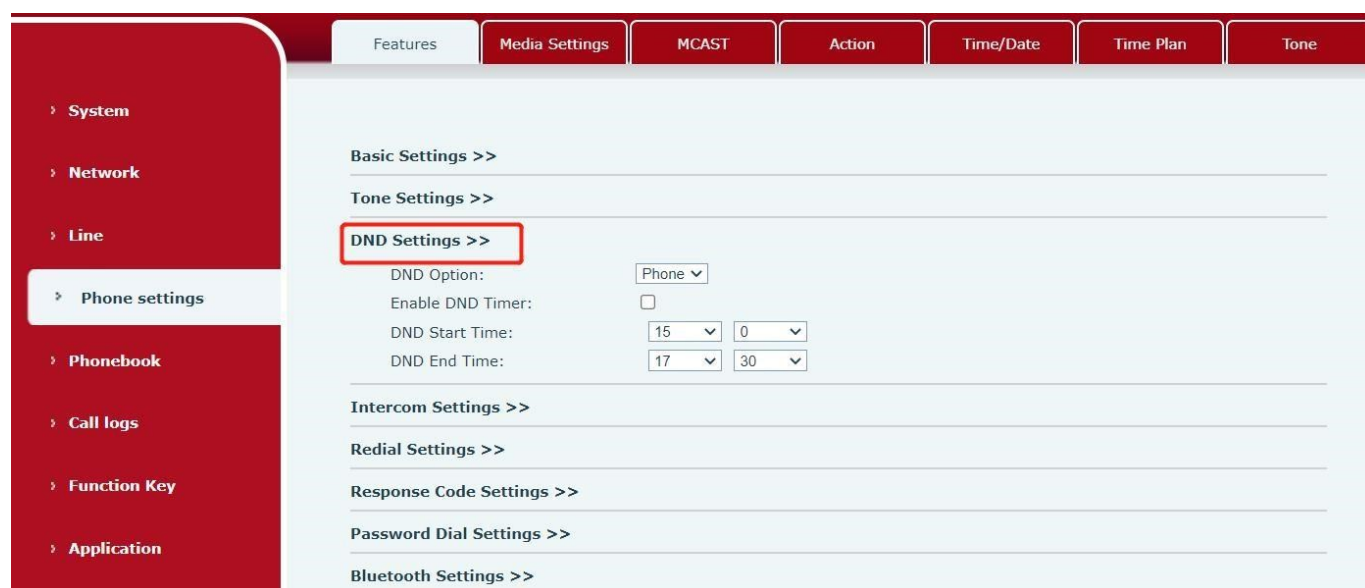 Features Media Settings MCAST Action Time/Date Time Plan Tone
System
Network
Line
Phone settings
Phonebook
Call logs
Function Key
Application
Basic Settings >>
Tone Settings >>
DND Settings >>
DND Option: Phone
Enable DND Timer:
DND Start Time: 15 0
DND End Time: 17 30
Intercom Settings >>
Redial Settings >>
Response Code Settings >>
Password Dial Settings >>
Bluetooth Settings >>